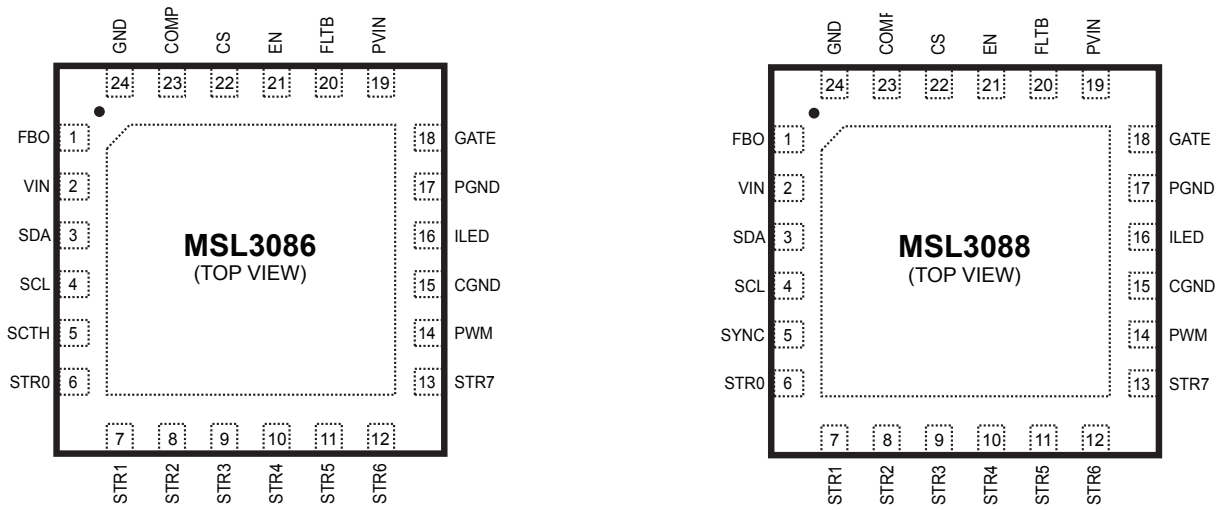 GND COMP CS EN FLTB PVIN
24 23 22 21 20 19
FBO 1
VIN 2
SDA 3
SCL 4
SCTH 5
STR0 6
MSL3086
(TOP VIEW)
18 GATE
17 PGND
16 ILED
15 CGND
14 PWM
13 STR7
7 8 9 10 11 12
STR1 STR2 STR3 STR4 STR5 STR6
GND COMP CS EN FLTB PVIN
24 23 22 21 20 19
FBO 1
VIN 2
SDA 3
SCL 4
SYNC 5
STR0 6
MSL3088
(TOP VIEW)
18 GATE
17 PGND
16 ILED
15 CGND
14 PWM
13 STR7
7 8 9 10 11 12
STR1 STR2 STR3 STR4 STR5 STR6